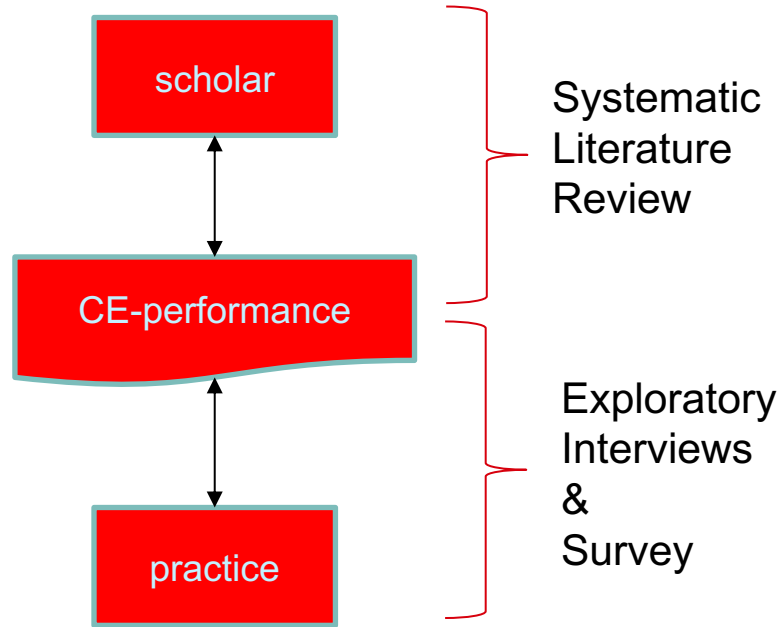 scholar
Systematic
Literature
Review
CE-performance
Exploratory
Interviews
&
Survey
practice